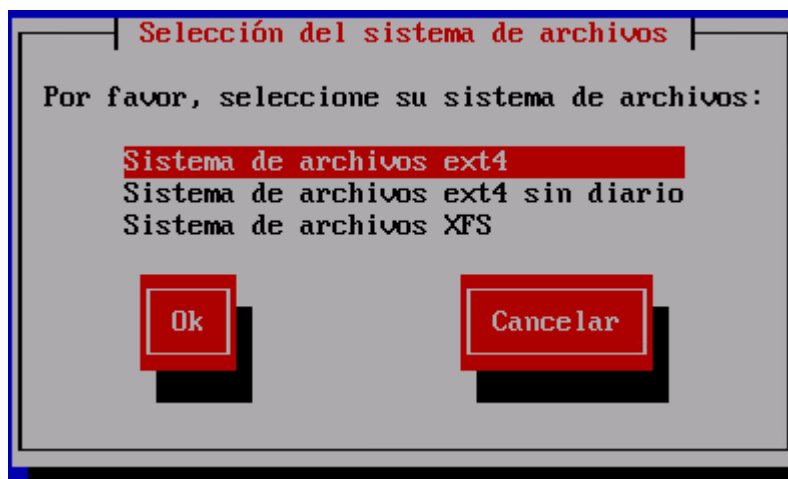 Selección del sistema de archivos
Por favor, seleccione su sistema de archivos:
Sistema de archivos ext4
Sistema de archivos ext4 sin diario
Sistema de archivos XFS
Ok
Cancelar